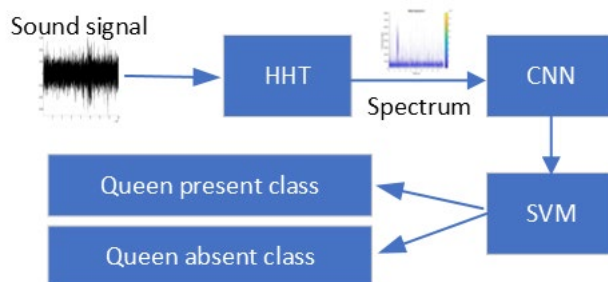 Sound signal
HHT
Spectrum
CNN
SVM
Queen present class
Queen absent class